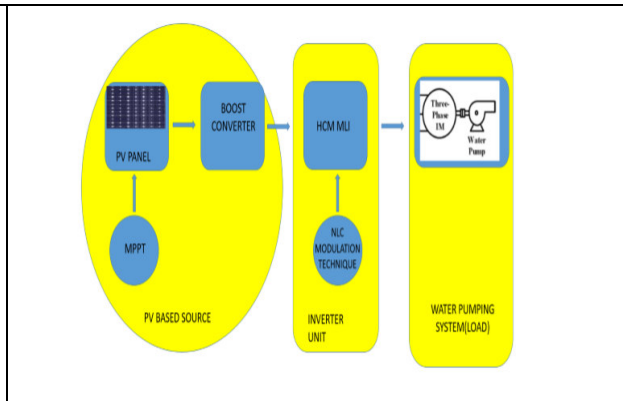 PV PANEL
BOOST
CONVERTER
MPPT
PV BASED SOURCE
HCM MLI
NLC
MODULATION
TECHNIQUE
INVERTER
UNIT
Three-
Phase
IM
Water
Pump
WATER PUMPING
SYSTEM(LOAD)